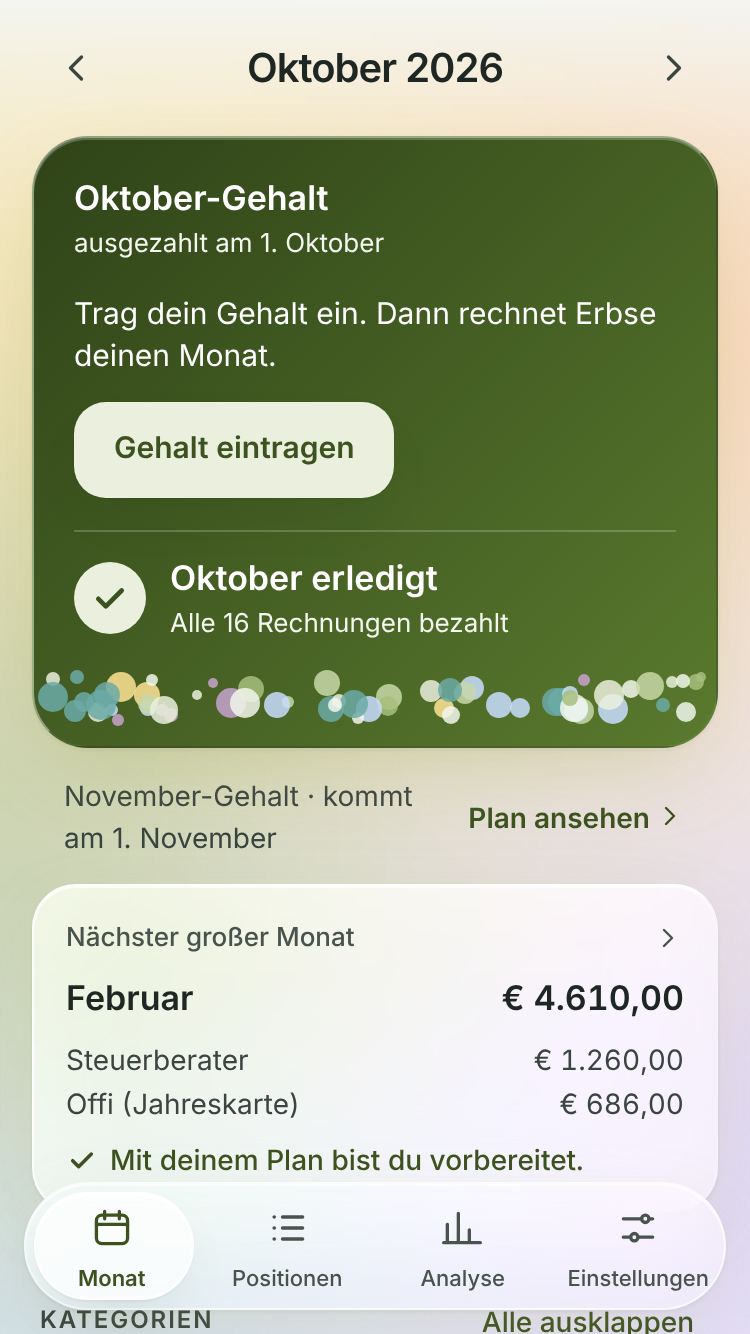 Oktober 2026
Oktober-Gehalt
ausgezahlt am 1. Oktober
Trag dein Gehalt ein. Dann rechnet Erbse
deinen Monat.
Gehalt eintragen
Oktober erledigt
Alle 16 Rechnungen bezahlt
November-Gehalt · kommt
am 1. November
Plan ansehen
Nächster großer Monat
Februar € 4.610,00
Steuerberater € 1.260,00
Offi (Jahreskarte) € 686,00
Mit deinem Plan bist du vorbereitet.
Monat Positionen Analyse Einstellungen
KATEGORIEN Alle ausklappen